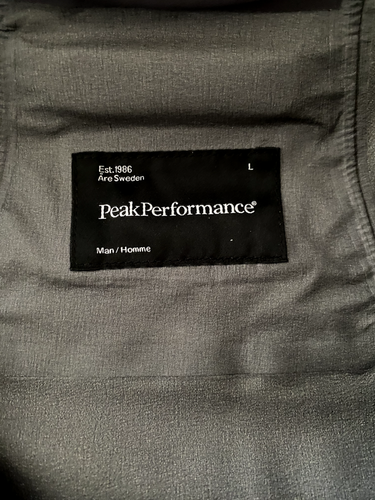 Est.1986
L
Åre Sweden
PeakPerformance®
Man / Homme